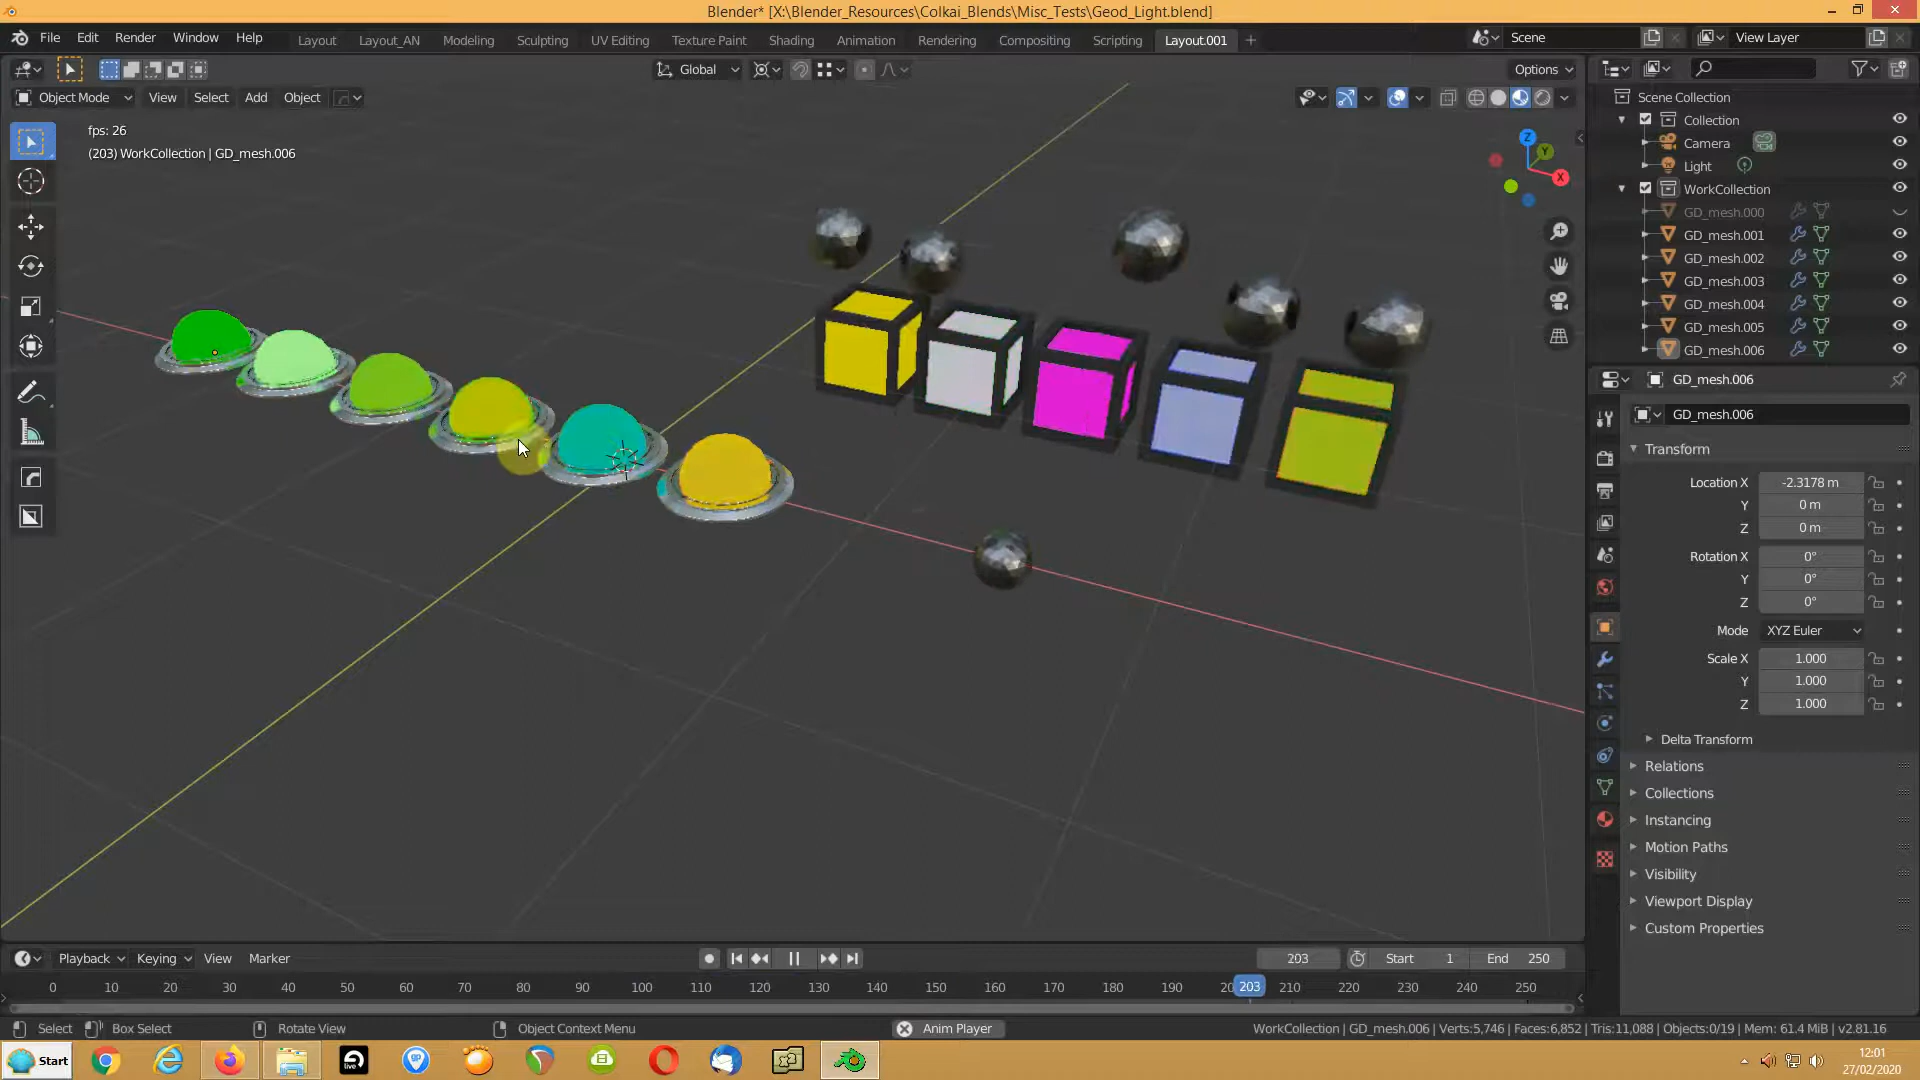 Blender* [X:\Blender_Resources\Colkai_Blends\Misc_Tests\Geod_Light.blend]
File Edit Render Window Help Layout Layout_AN Modeling Sculpting UV Editing Texture Paint Shading Animation Rendering Compositing Scripting Layout.001 + Scene View Layer
Global Options
Object Mode View Select Add Object
fps: 26
(203) WorkCollection | GD_mesh.006
Z
Y
X
Scene Collection
Collection
Camera
Light
WorkCollection
GD_mesh.000
GD_mesh.001
GD_mesh.002
GD_mesh.003
GD_mesh.004
GD_mesh.005
GD_mesh.006
GD_mesh.006
GD_mesh.006
Transform
Location X -2.3178 m
Y 0 m
Z 0 m
Rotation X 0°
Y 0°
Z 0°
Mode XYZ Euler
Scale X 1.000
Y 1.000
Z 1.000
Delta Transform
Relations
Collections
Instancing
Motion Paths
Visibility
Viewport Display
Custom Properties
Playback Keying View Marker 203 Start 1 End 250
0 10 20 30 40 50 60 70 80 90 100 110 120 130 140 150 160 170 180 190 203 210 220 230 240 250
Select Box Select Rotate View Object Context Menu Anim Player WorkCollection | GD_mesh.006 | Verts:5,746 | Faces:6,852 | Tris:11,088 | Objects:0/19 | Mem: 61.4 MiB | v2.81.16
Start live 12:01
27/02/2020